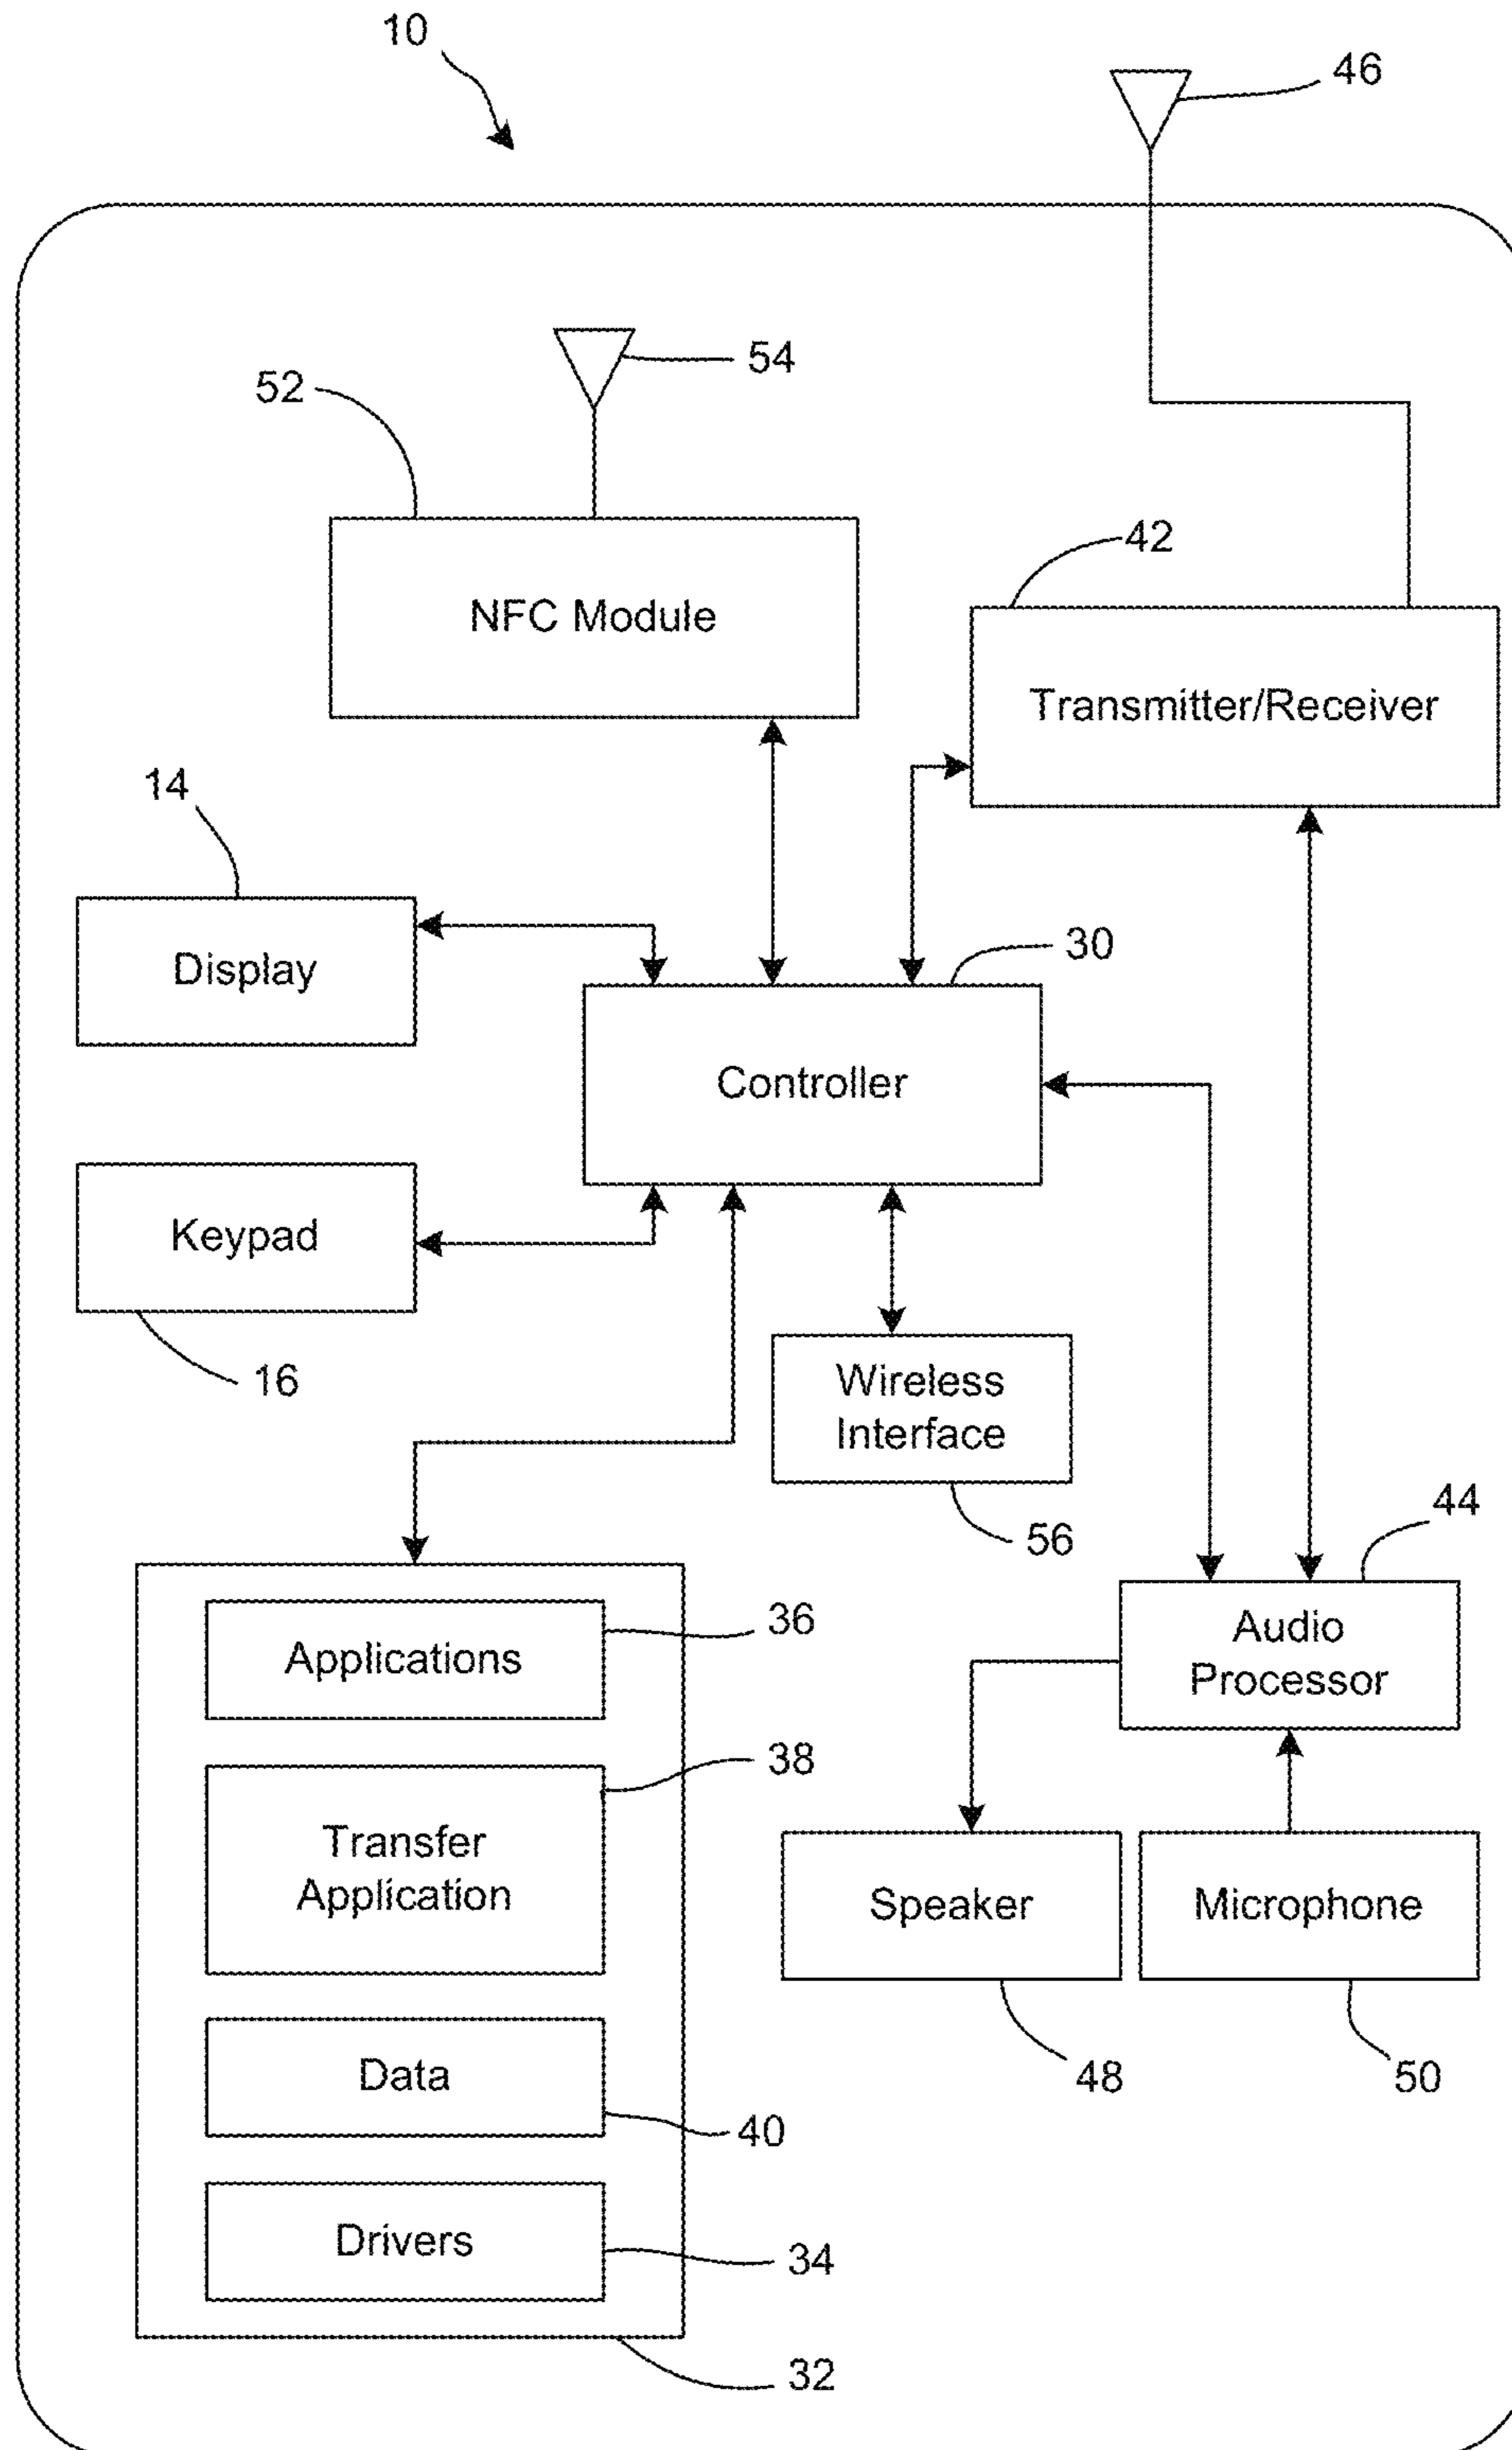 10
46
54
52
42
NFC Module
Transmitter/Receiver
14
30
Display
Controller
Keypad
16
Wireless
Interface
56
44
36
Applications
Audio
Processor
38
Transfer
Application
Speaker
Microphone
Data
48
50
40
Drivers
34
32